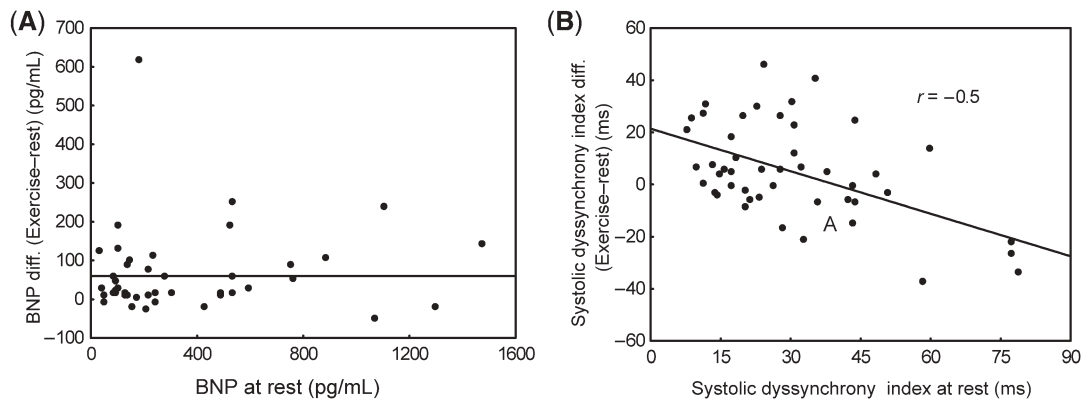 (A)
700
600
500
400
300
200
100
0
−100
BNP diff. (Exercise–rest) (pg/mL)
0 400 800 1200 1600
BNP at rest (pg/mL)
(B)
60
40
20
0
−20
−40
−60
Systolic dyssynchrony index diff.
(Exercise–rest) (ms)
r = −0.5
A
0 15 30 45 60 75 90
Systolic dyssynchrony index at rest (ms)